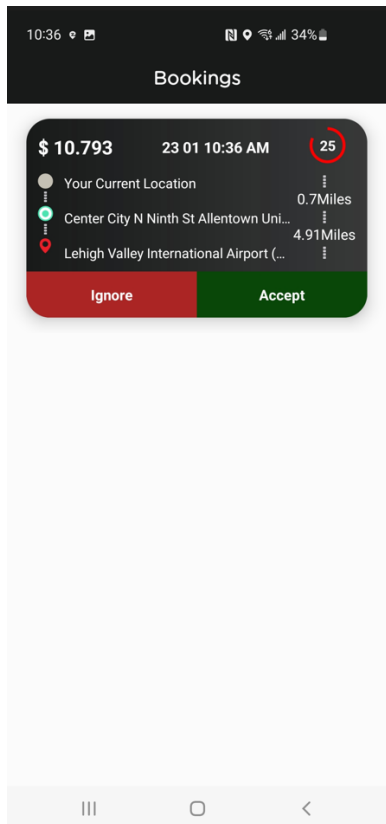 10:36 34%
Bookings
$ 10.793 23 01 10:36 AM 25
Your Current Location
0.7Miles
Center City N Ninth St Allentown Uni...
4.91Miles
Lehigh Valley International Airport (...
Ignore Accept